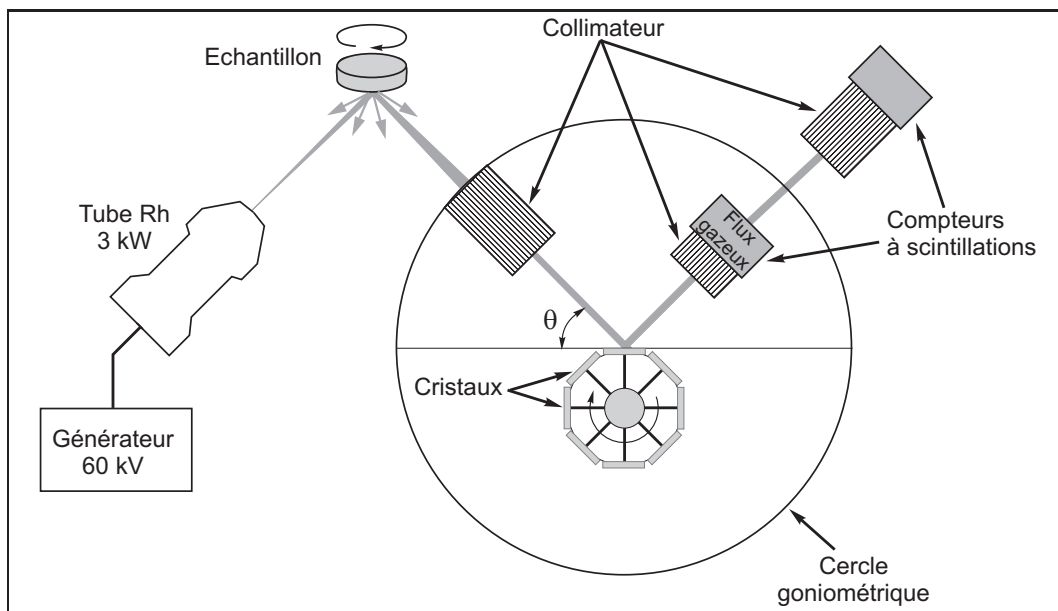 Collimateur
Echantillon
Tube Rh
3 kW
Flux
gazeux
Compteurs
à scintillations
θ
Cristaux
Générateur
60 kV
Cercle
goniométrique